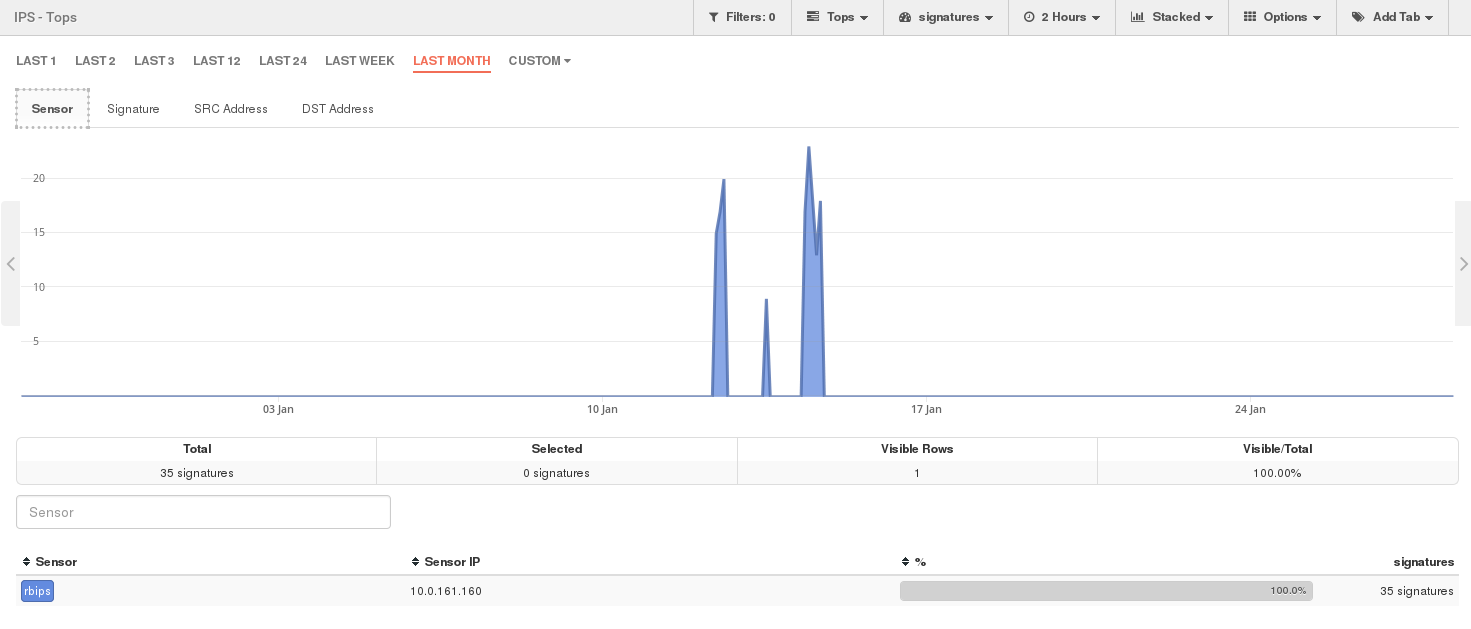 IPS - Tops Filters: 0 Tops signatures 2 Hours Stacked Options Add Tab
LAST 1 LAST 2 LAST 3 LAST 12 LAST 24 LAST WEEK LAST MONTH CUSTOM
Sensor Signature SRC Address DST Address
20
15
10
5
03 Jan 10 Jan 17 Jan 24 Jan
Total Selected Visible Rows Visible/Total
35 signatures 0 signatures 1 100.00%
Sensor
Sensor Sensor IP % signatures
rbips 10.0.161.160 100.0% 35 signatures